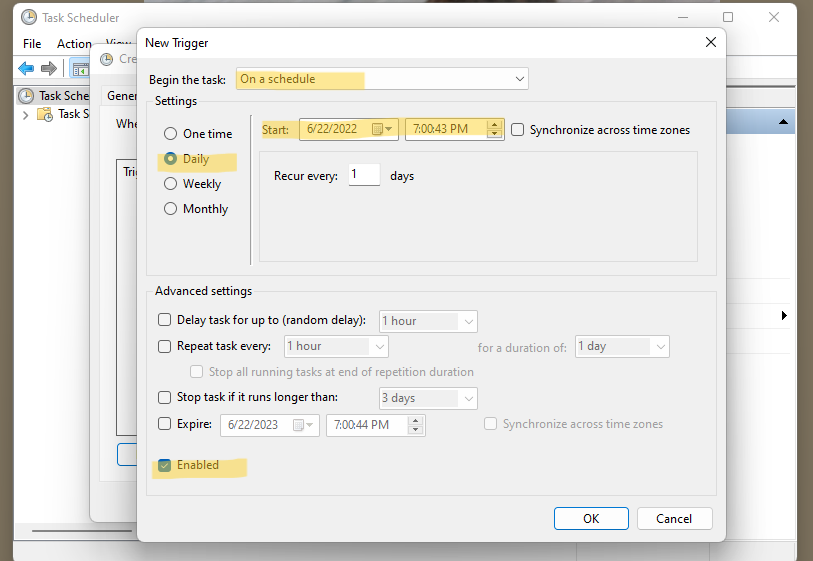 Task Scheduler
File Action View
Cre
New Trigger
Begin the task: On a schedule
Task Sche
Task S
Gener
Whe
Trig
Settings
One time
Daily
Weekly
Monthly
Start: 6/22/2022 7:00:43 PM Synchronize across time zones
Recur every: 1 days
Advanced settings
Delay task for up to (random delay): 1 hour
Repeat task every: 1 hour for a duration of: 1 day
Stop all running tasks at end of repetition duration
Stop task if it runs longer than: 3 days
Expire: 6/22/2023 7:00:44 PM Synchronize across time zones
Enabled
OK Cancel